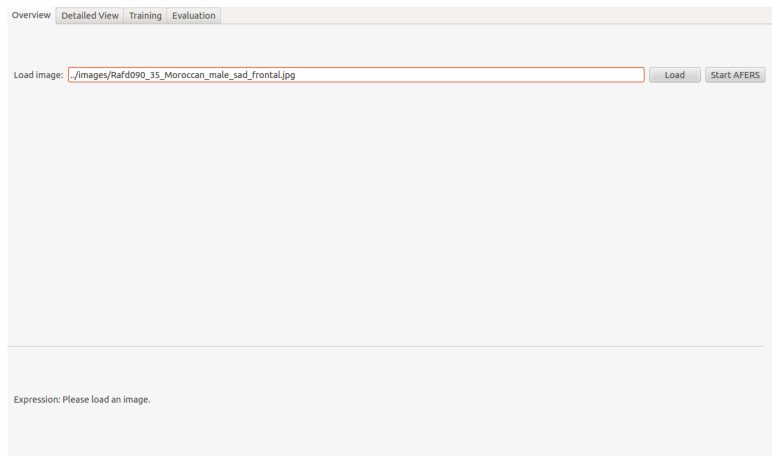 Overview Detailed View Training Evaluation
Load image: ../images/Rafd090_35_Moroccan_male_sad_frontal.jpg Load Start AFERS
Expression: Please load an image.